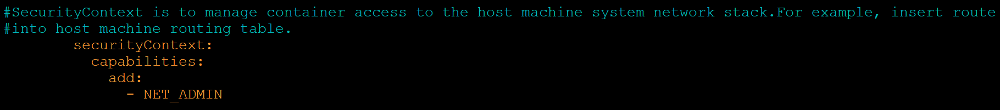 #SecurityContext is to manage container access to the host machine system network stack.For example, insert route
#into host machine routing table.
        securityContext:
          capabilities:
            add:
              - NET_ADMIN